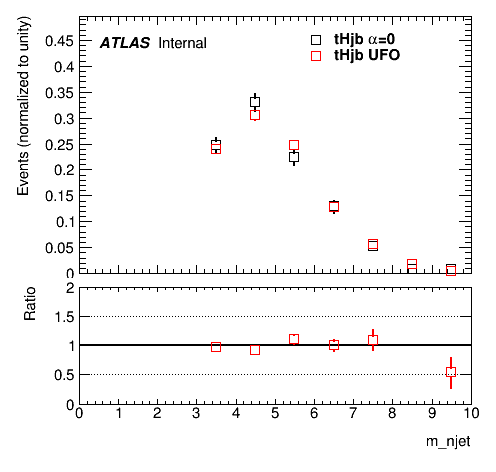 ATLAS Internal
tHjb α=0
tHjb UFO
Events (normalized to unity)
0.45
0.4
0.35
0.3
0.25
0.2
0.15
0.1
0.05
0
Ratio
2
1.5
1
0.5
0
0 1 2 3 4 5 6 7 8 9 10
m_njet